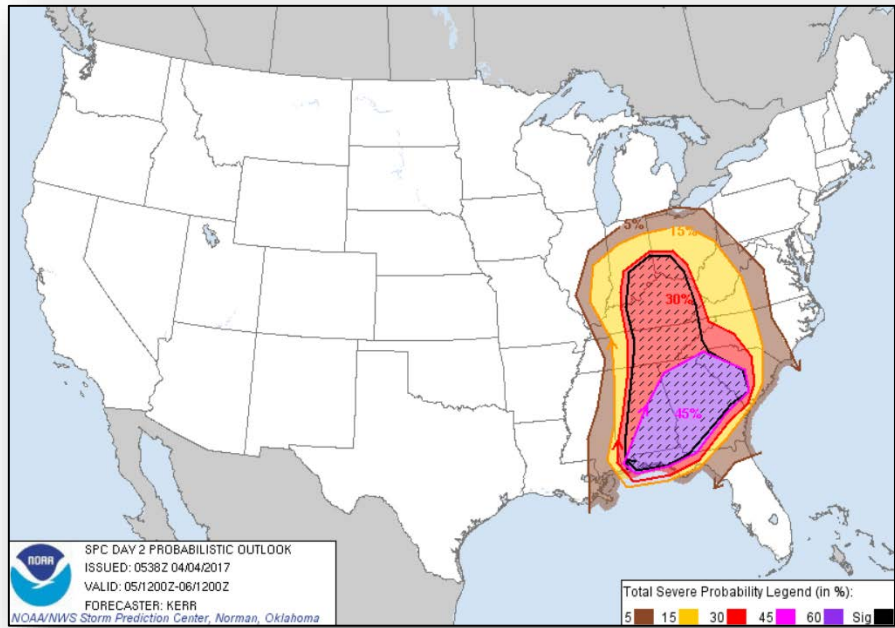 5%
15%
30%
45%
NOAA
SPC DAY 2 PROBABILISTIC OUTLOOK
ISSUED: 0538Z 04/04/2017
VALID: 05/1200Z-06/1200Z
FORECASTER: KERR
NOAA/NWS Storm Prediction Center, Norman, Oklahoma
Total Severe Probability Legend (in %):
5 15 30 45 60 Sig